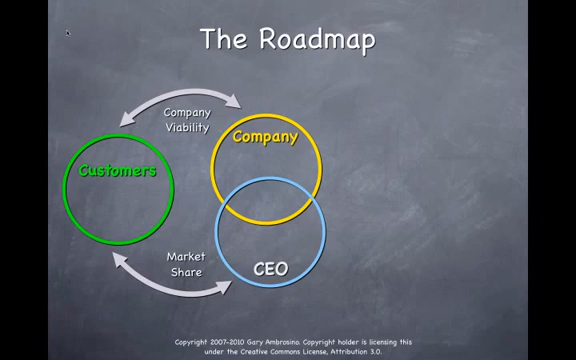 The Roadmap
Company
Viability
Company
Customers
Market
Share
CEO
Copyright 2007-2010 Gary Ambrosino. Copyright holder is licensing this
under the Creative Commons License, Attribution 3.0.